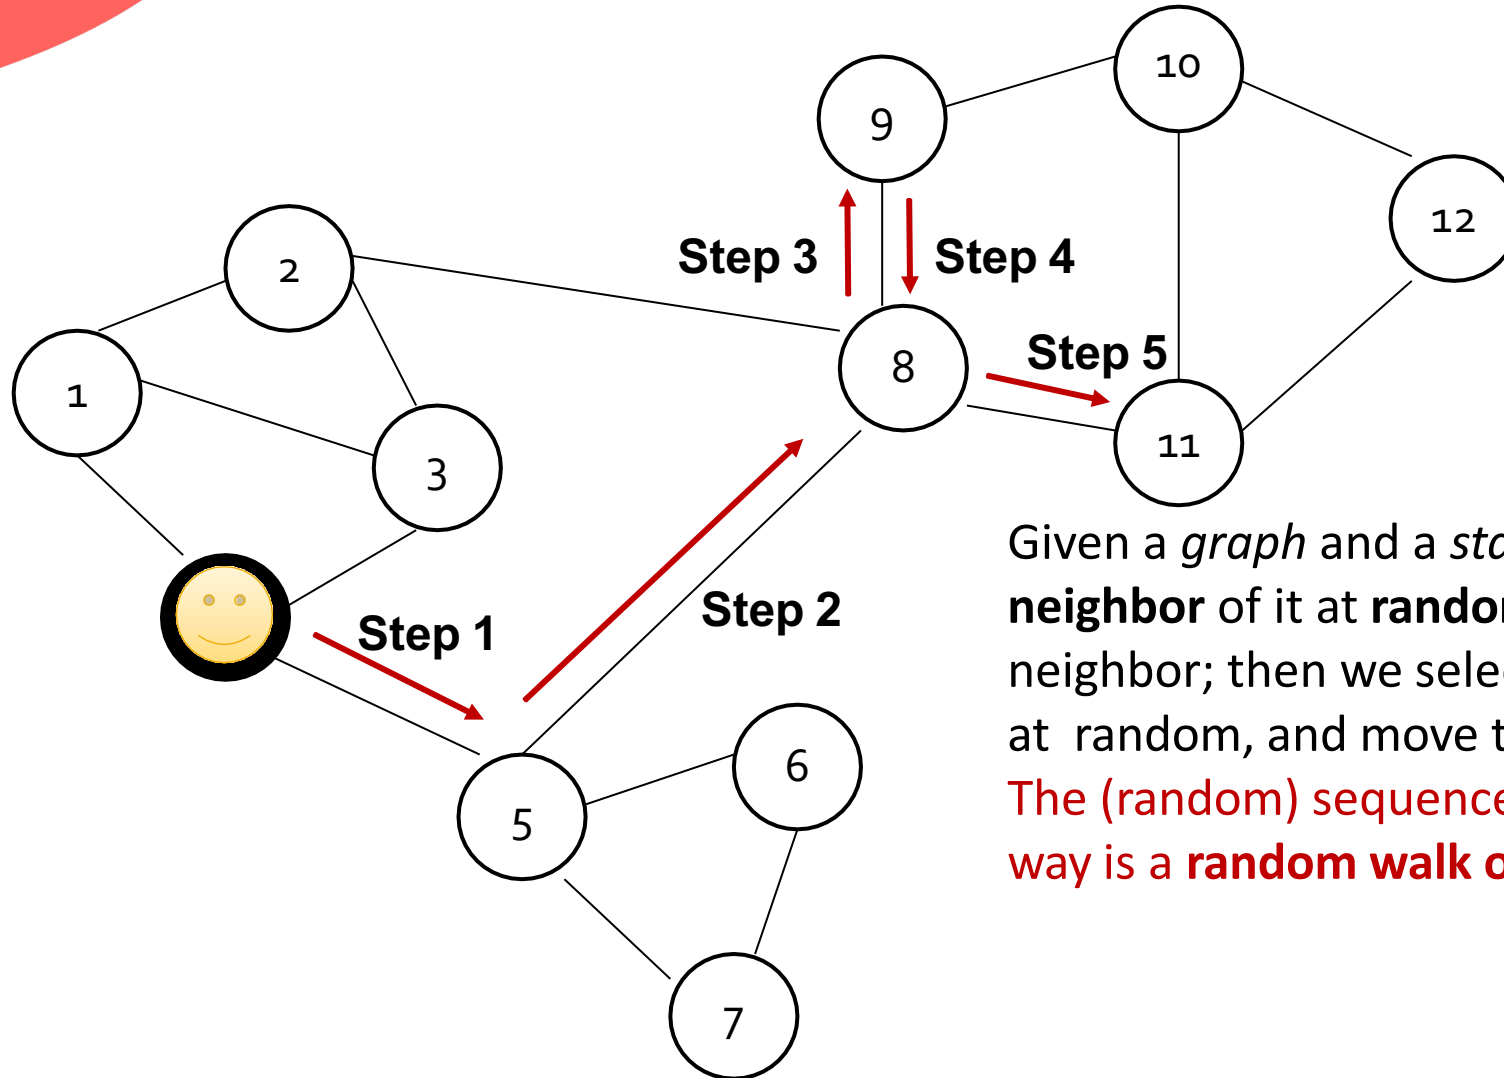 10
9
12
2
Step 3
Step 4
8
Step 5
1
11
3
Given a graph and a
neighbor of it at
neighbor; then we
at random, and move
The (random)
way is a random walk
Step 1
Step 2
6
5
7